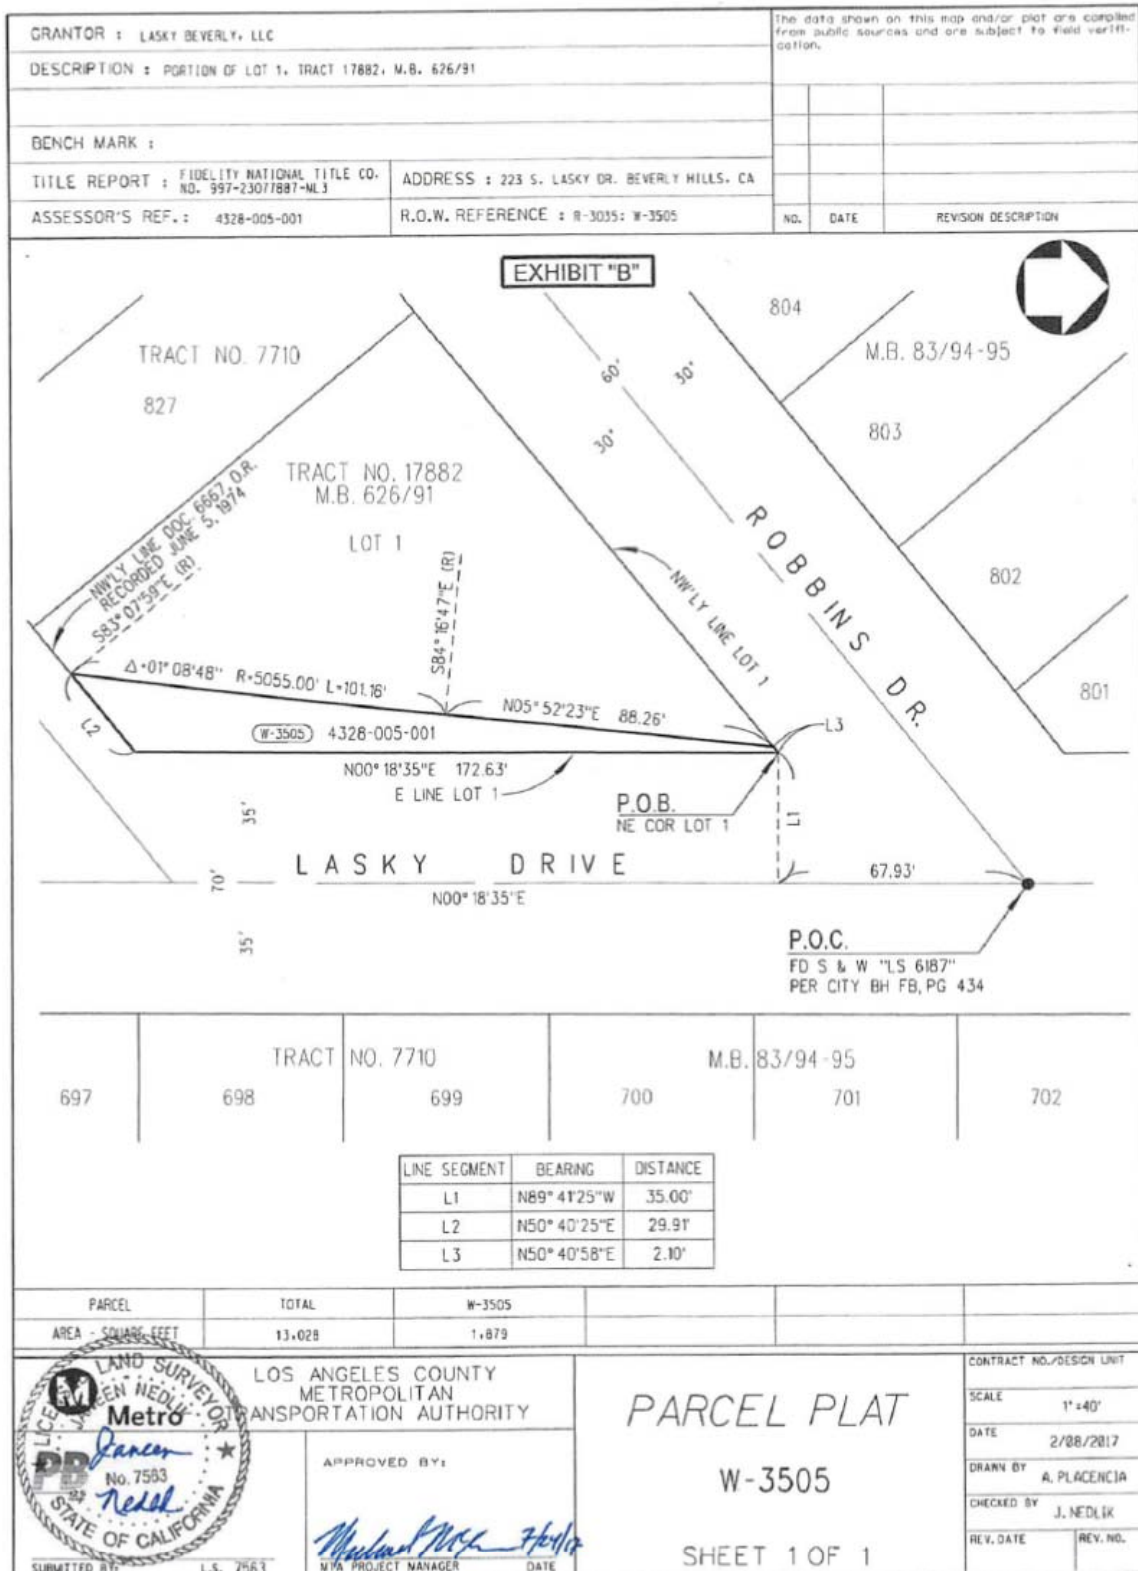 GRANTOR : LASKY BEVERLY, LLC
The data shown on this map and/or plat are compiled
from public sources and are subject to field verifi-
cation.
DESCRIPTION : PORTION OF LOT 1, TRACT 17882, M.B. 626/91
BENCH MARK :
TITLE REPORT : FIDELITY NATIONAL TITLE CO.
NO. 997-23077887-ML3
ADDRESS : 223 S. LASKY DR. BEVERLY HILLS, CA
ASSESSOR'S REF.: 4328-005-001
R.O.W. REFERENCE : R-3035; W-3505
NO. DATE REVISION DESCRIPTION
EXHIBIT "B"
804
TRACT NO. 7710
M.B. 83/94-95
827
60'
30'
30'
803
TRACT NO. 17882
M.B. 626/91
LOT 1
ROBBINS DR.
802
801
NW'LY LINE DOC. 6667, O.R.
RECORDED JUNE 5, 1974
S83°07'59"E (R)
S84°16'47"E (R)
NW'LY LINE LOT 1
Δ=01°08'48" R=5055.00' L=101.16'
N05°52'23"E 88.26'
L3
L2
W-3505 4328-005-001
N00°18'35"E 172.63'
E LINE LOT 1
P.O.B.
NE COR LOT 1
L1
35'
LASKY DRIVE
70'
67.93'
N00°18'35"E
35'
P.O.C.
FD S & W "LS 6187"
PER CITY BH FB, PG 434
TRACT NO. 7710
M.B. 83/94-95
697 698 699 700 701 702
LINE SEGMENT BEARING DISTANCE
L1 N89°41'25"W 35.00'
L2 N50°40'25"E 29.91'
L3 N50°40'58"E 2.10'
PARCEL TOTAL W-3505
AREA - SQUARE FEET 13,028 1,879
LICENSED LAND SURVEYOR
JANEEN NEDLIK
M
Metro
PB
Janeen
No. 7563
Nedlik
STATE OF CALIFORNIA
SUBMITTED BY: L.S. 7563
LOS ANGELES COUNTY
METROPOLITAN
TRANSPORTATION AUTHORITY
APPROVED BY:
7/24/17
MTA PROJECT MANAGER DATE
PARCEL PLAT
W-3505
SHEET 1 OF 1
CONTRACT NO./DESIGN UNIT
SCALE 1"=40'
DATE 2/08/2017
DRAWN BY A. PLACENCIA
CHECKED BY J. NEDLIK
REV. DATE REV. NO.